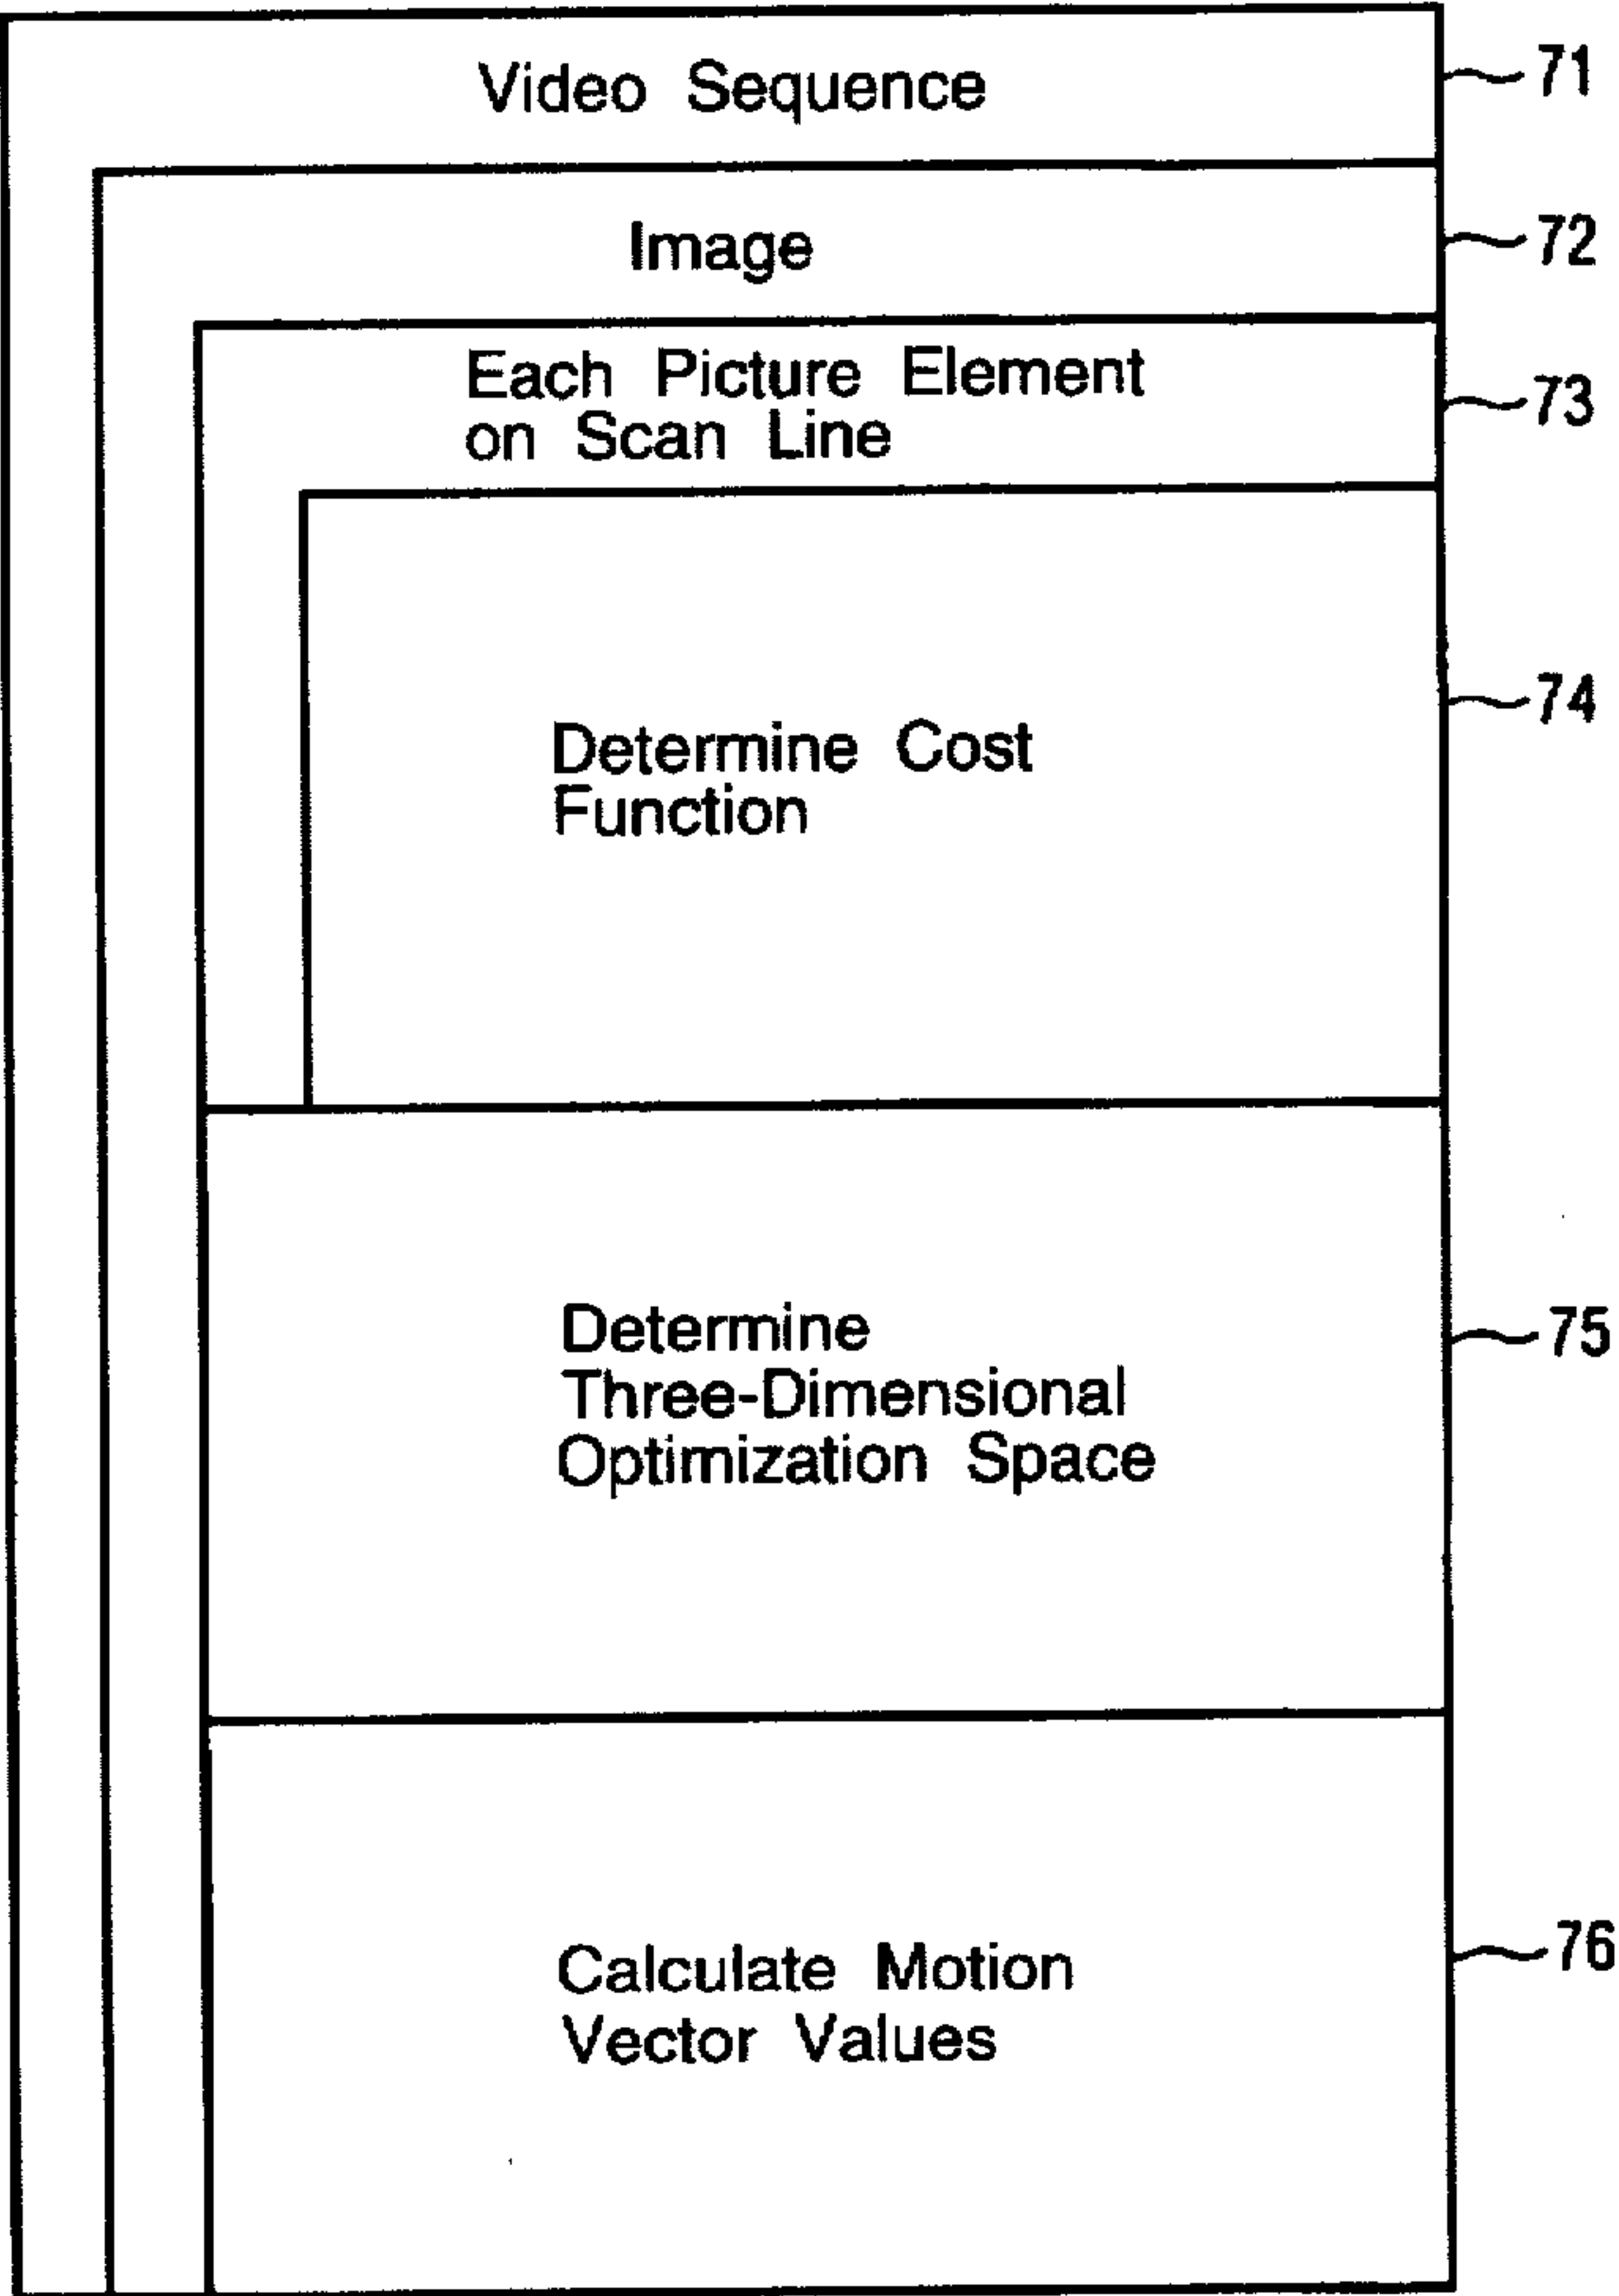 Video Sequence
71
Image
72
Each Picture Element
on Scan Line
73
Determine Cost
Function
74
Determine
Three-Dimensional
Optimization Space
75
Calculate Motion
Vector Values
76